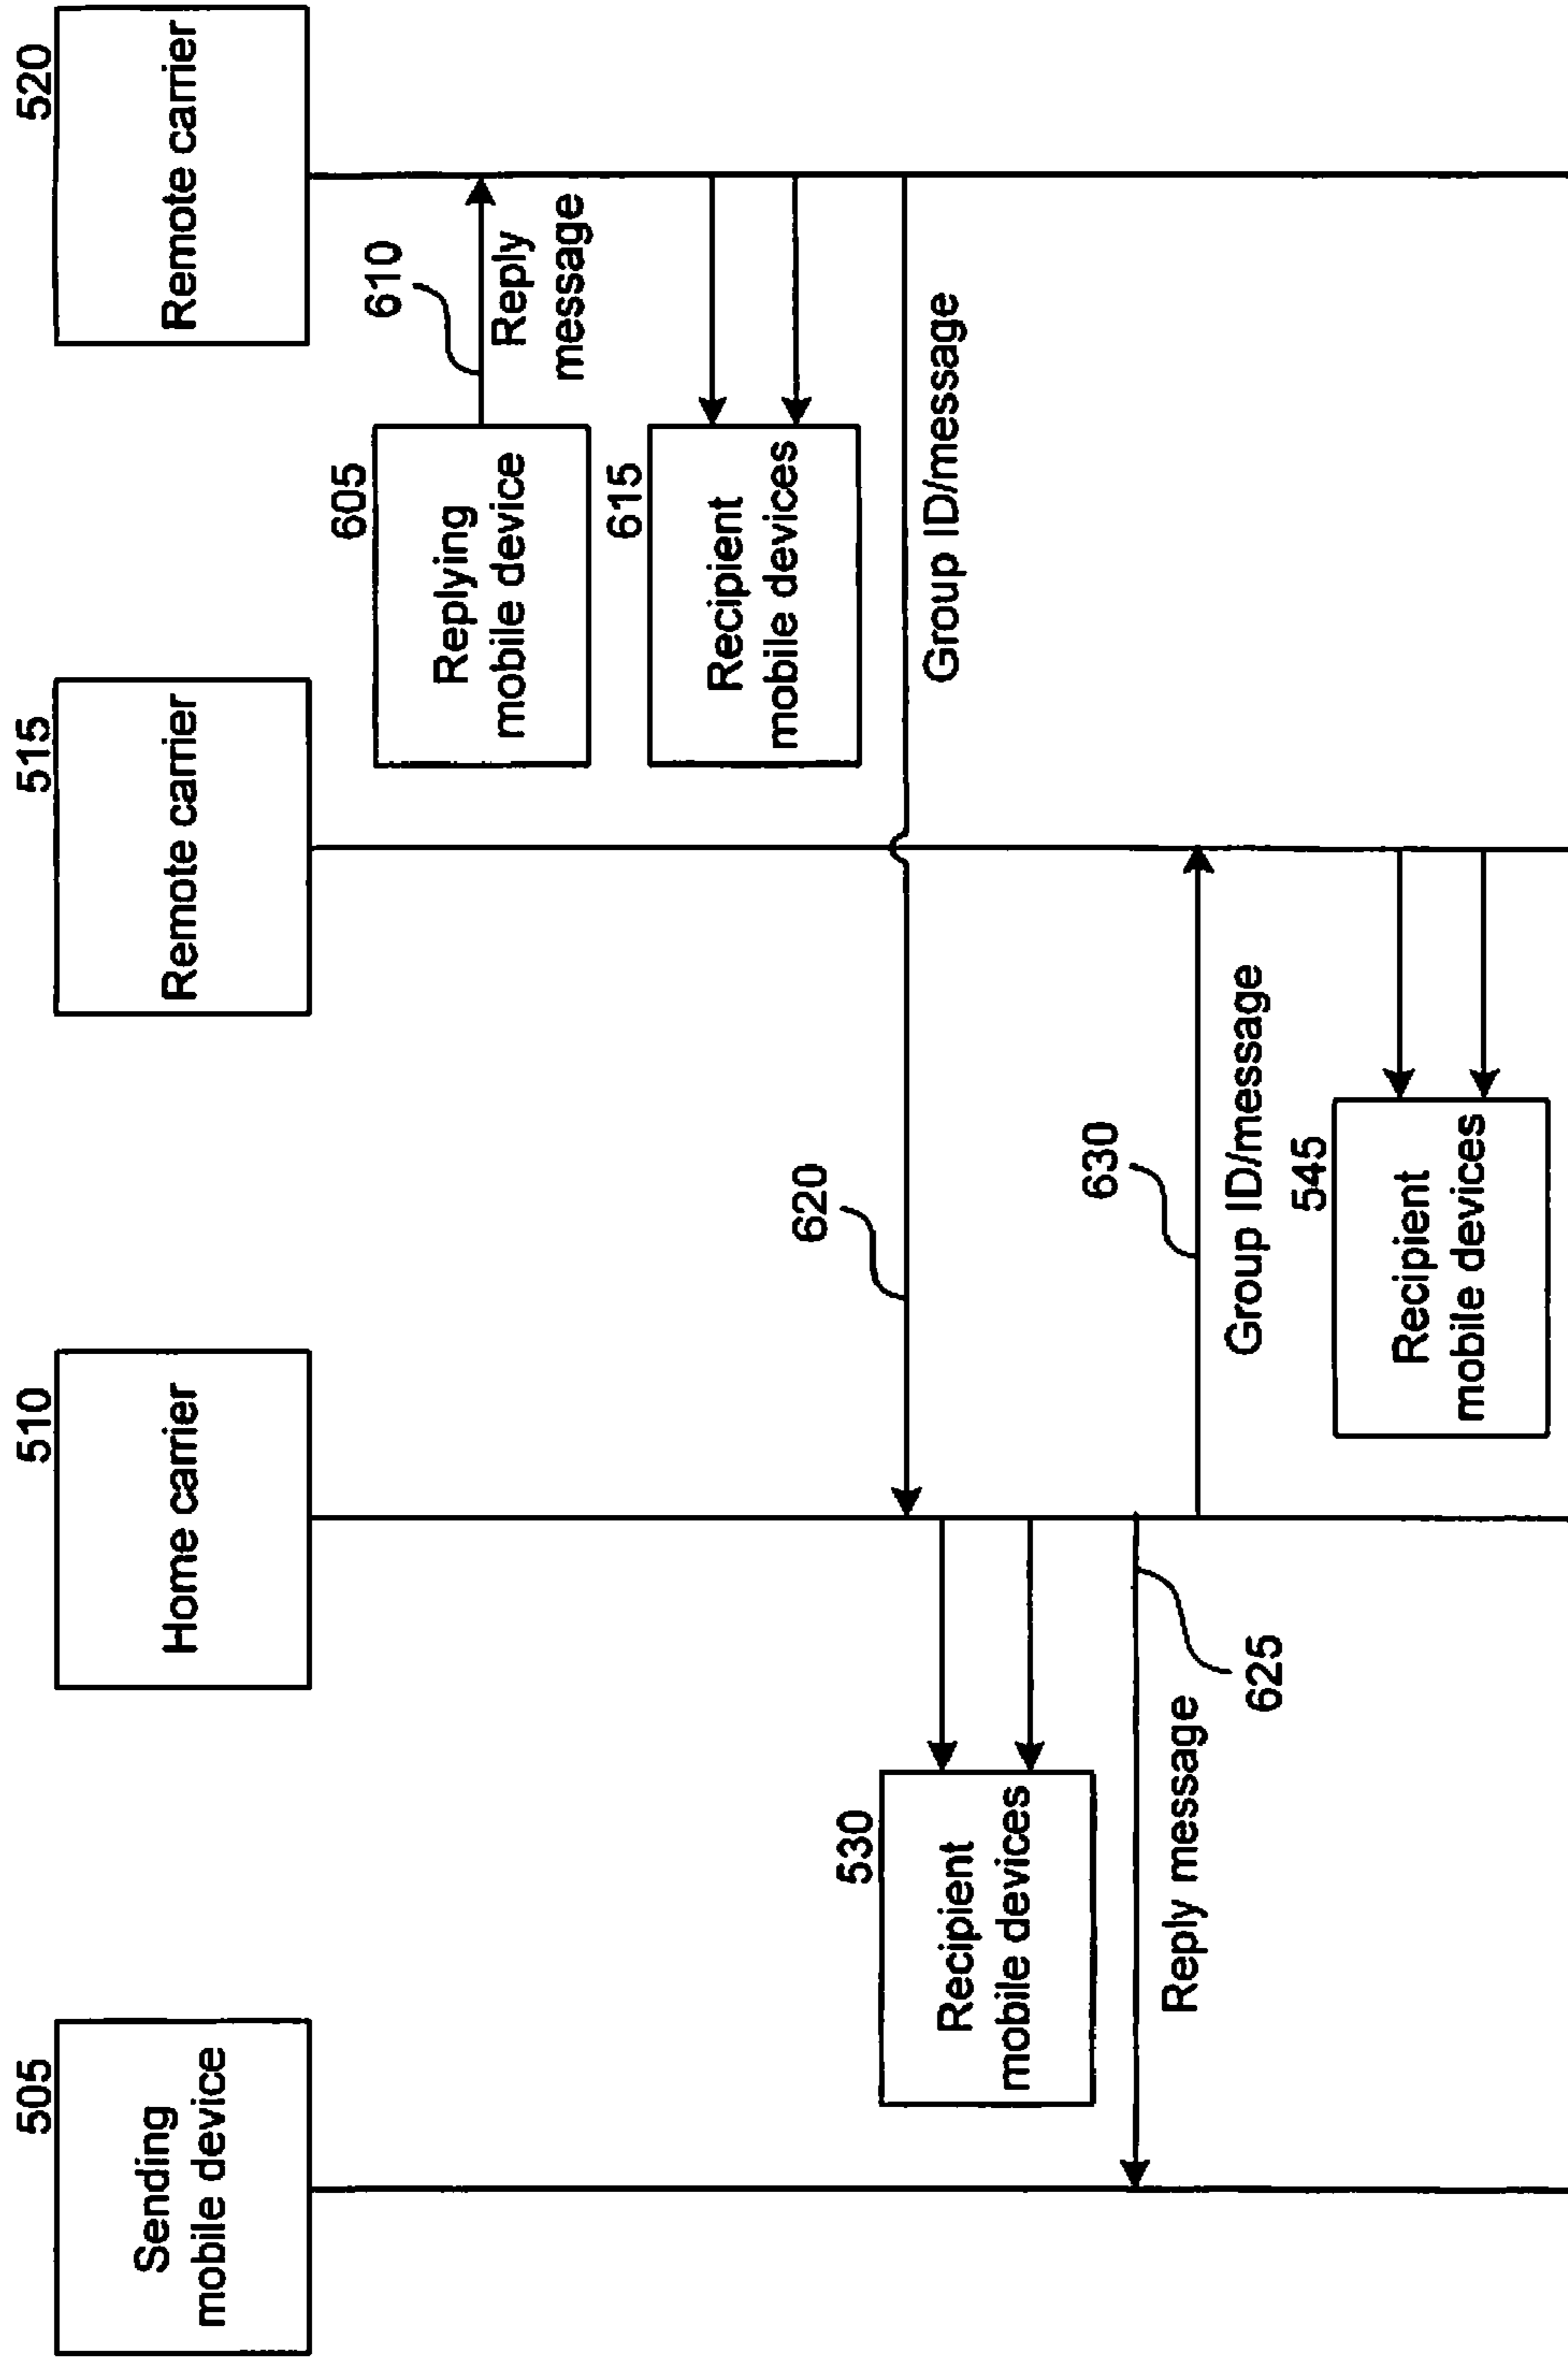 505
Sending
mobile device
510
Home carrier
515
Remote carrier
520
Remote carrier
605
Replying
mobile device
610
Reply
message
615
Recipient
mobile devices
620
Group ID/message
530
Recipient
mobile devices
Reply message
625
630
Group ID/message
545
Recipient
mobile devices